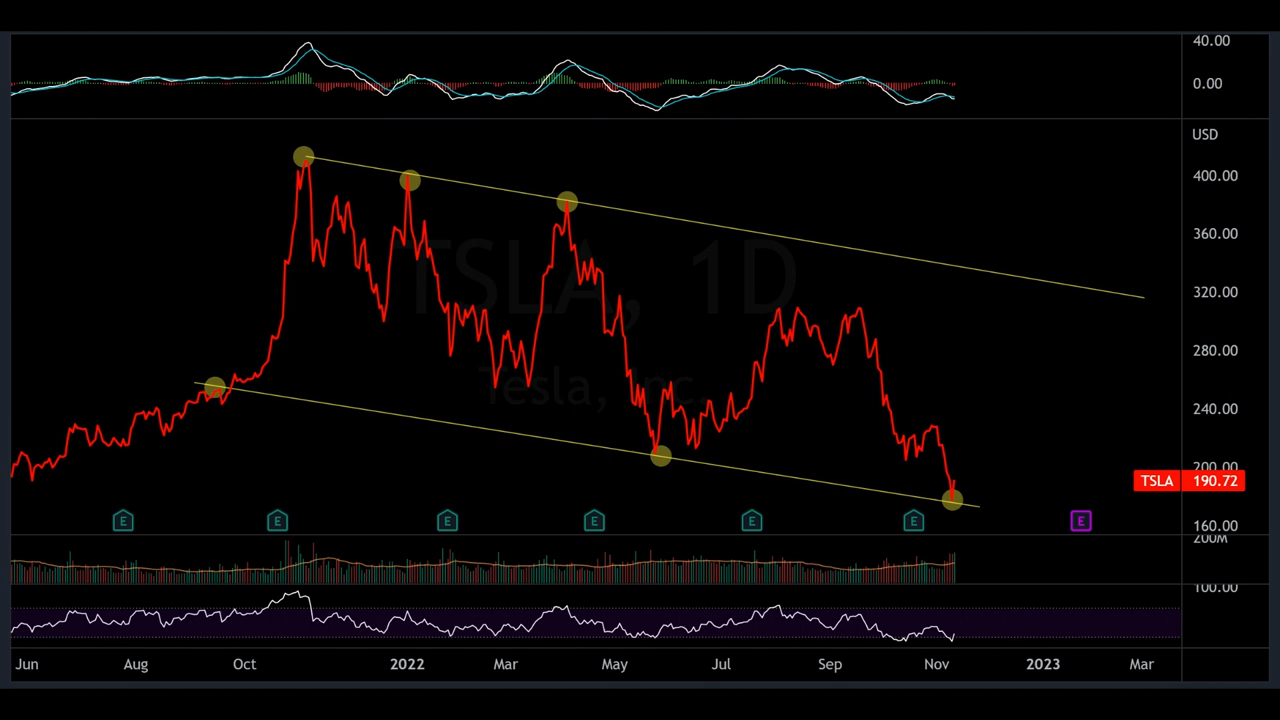 40.00
0.00
USD
400.00
360.00
320.00
TSLA, 1D
280.00
Tesla, Inc.
240.00
200.00
TSLA 190.72
E E E E E E E
160.00
200M
100.00
Jun Aug Oct 2022 Mar May Jul Sep Nov 2023 Mar